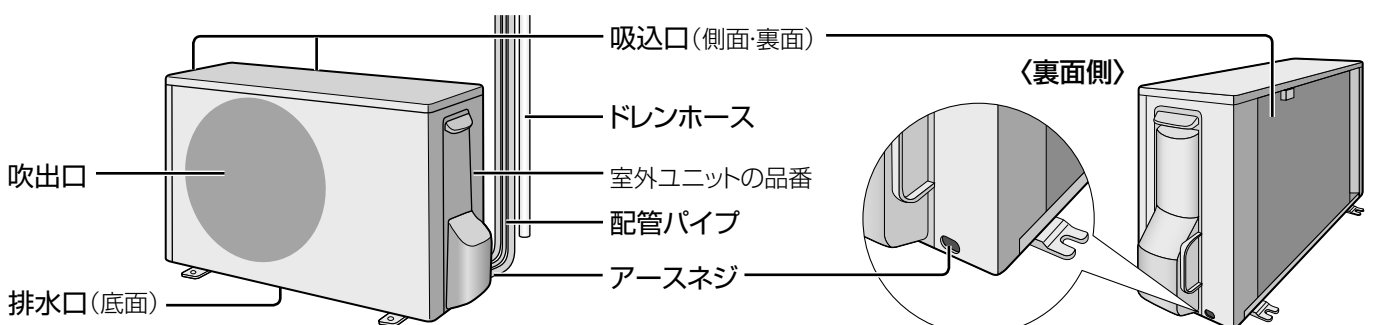 吸込口(側面・裏面)
〈裏面側〉
ドレンホース
吹出口
室外ユニットの品番
配管パイプ
アースネジ
排水口(底面)